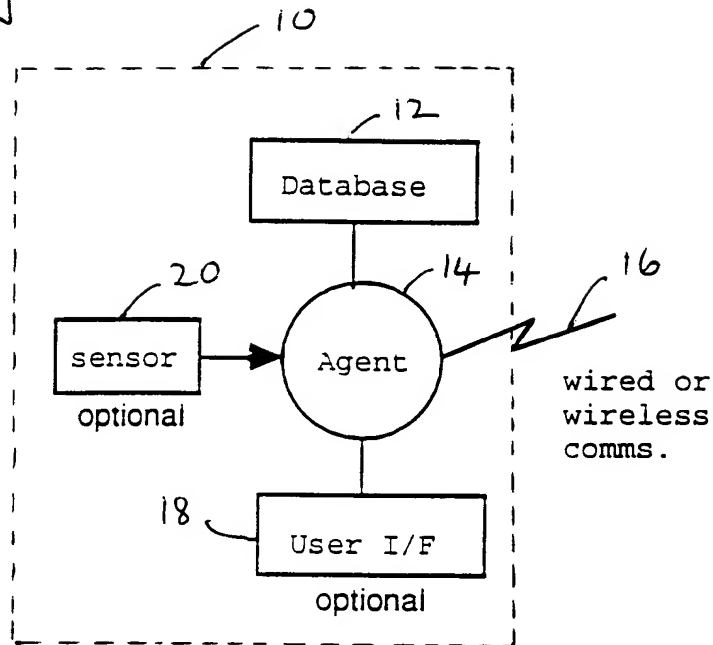 10
12
Database
14
16
20
sensor
optional
Agent
wired or
wireless
comms.
18
User I/F
optional